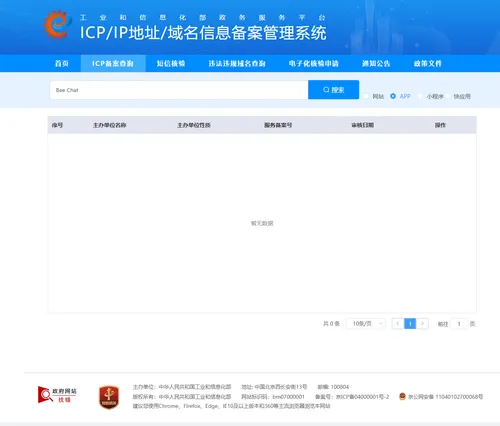 工业和信息化部政务服务平台
ICP/IP地址/域名信息备案管理系统
首页 ICP备案查询 短信核验 违法违规域名查询 电子化核验申请 通知公告 政策文件
Bee Chat 搜索 网站 APP 小程序 快应用
序号 主办单位名称 主办单位性质 服务备案号 审核日期 操作
暂无数据
共 0 条 10条/页 1 前往 1 页
政府网站
找错
主办单位：中华人民共和国工业和信息化部 地址: 中国北京西长安街13号 邮编: 100804
版权所有：中华人民共和国工业和信息化部 网站标识码：bm07000001 备案号：京ICP备04000001号-2 京公网安备 11040102700068号
建议您使用Chrome、Firefox、Edge、IE10及以上版本和360等主流浏览器浏览本网站